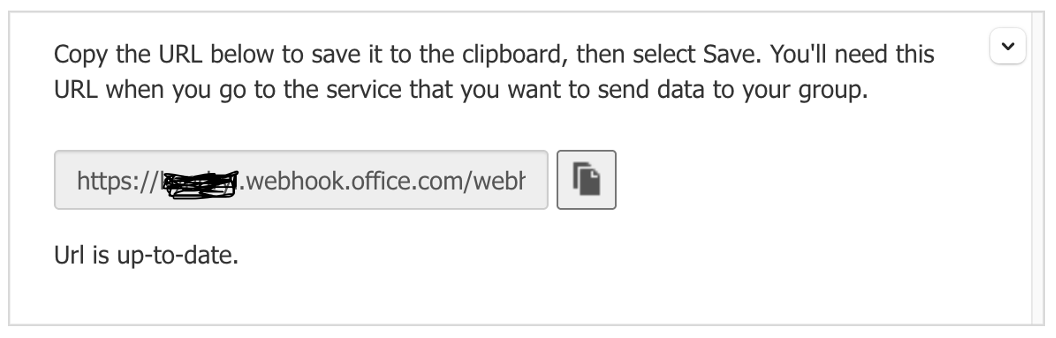 Copy the URL below to save it to the clipboard, then select Save. You'll need this
URL when you go to the service that you want to send data to your group.
https:// .webhook.office.com/webh
Url is up-to-date.